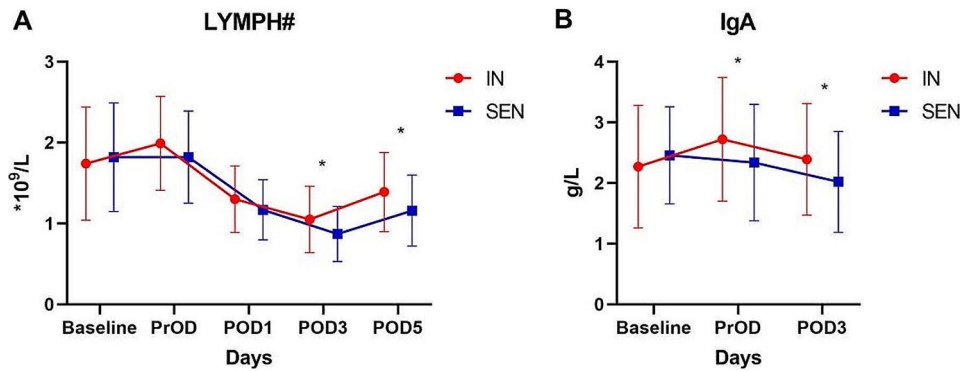 A
LYMPH#
3
2
1
0
*10⁹/L
*
*
Baseline PrOD POD1 POD3 POD5
Days
IN
SEN
B
IgA
4
3
2
1
0
g/L
*
*
Baseline PrOD POD3
Days
IN
SEN